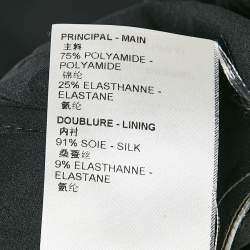 PRINCIPAL - MAIN
主料
75% POLYAMIDE -
POLYAMIDE
锦纶
25% ELASTHANNE -
ELASTANE
氨纶
DOUBLURE - LINING
内衬
91% SOIE - SILK
桑蚕丝
9% ELASTHANNE -
ELASTANE
氨纶